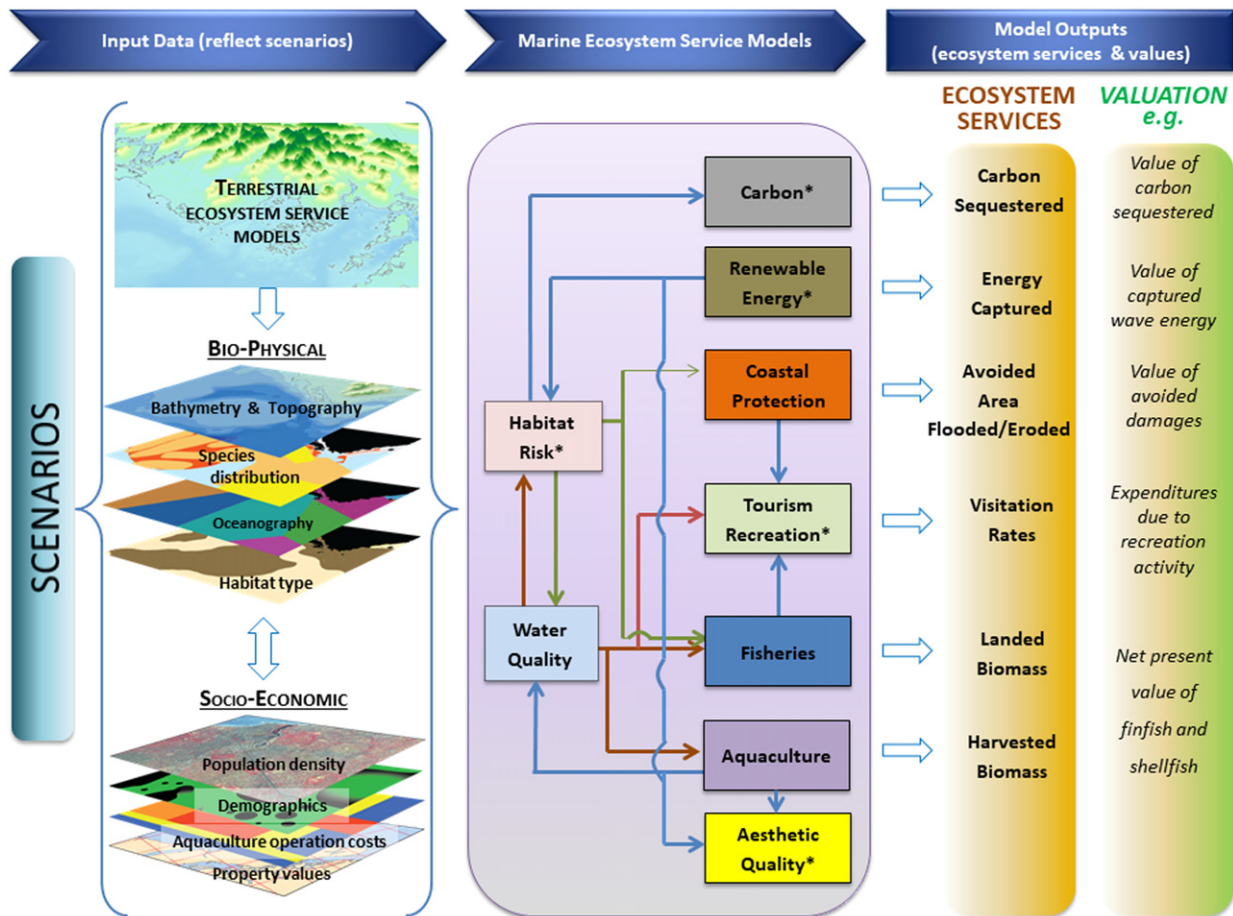 Input Data (reflect scenarios)
Marine Ecosystem Service Models
Model Outputs
(ecosystem services & values)
ECOSYSTEM
SERVICES
VALUATION
e.g.
SCENARIOS
TERRESTRIAL
ECOSYSTEM SERVICE
MODELS
BIO-PHYSICAL
Bathymetry & Topography
Species
distribution
Oceanography
Habitat type
SOCIO-ECONOMIC
Population density
Demographics
Aquaculture operation costs
Property values
Habitat
Risk*
Water
Quality
Carbon*
Renewable
Energy*
Coastal
Protection
Tourism
Recreation*
Fisheries
Aquaculture
Aesthetic
Quality*
Carbon
Sequestered
Energy
Captured
Avoided
Area
Flooded/Eroded
Visitation
Rates
Landed
Biomass
Harvested
Biomass
Value of
carbon
sequestered
Value of
captured
wave energy
Value of
avoided
damages
Expenditures
due to
recreation
activity
Net present
value of
finfish and
shellfish